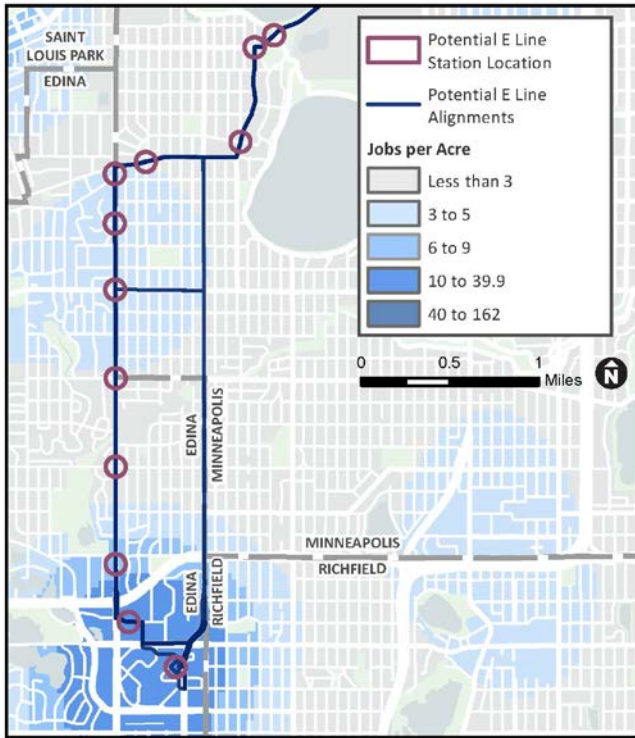 SAINT
LOUIS PARK
EDINA
Potential E Line
Station Location
Potential E Line
Alignments
Jobs per Acre
Less than 3
3 to 5
6 to 9
10 to 39.9
40 to 162
0 0.5 1
Miles
N
EDINA
MINNEAPOLIS
MINNEAPOLIS
RICHFIELD
EDINA
RICHFIELD